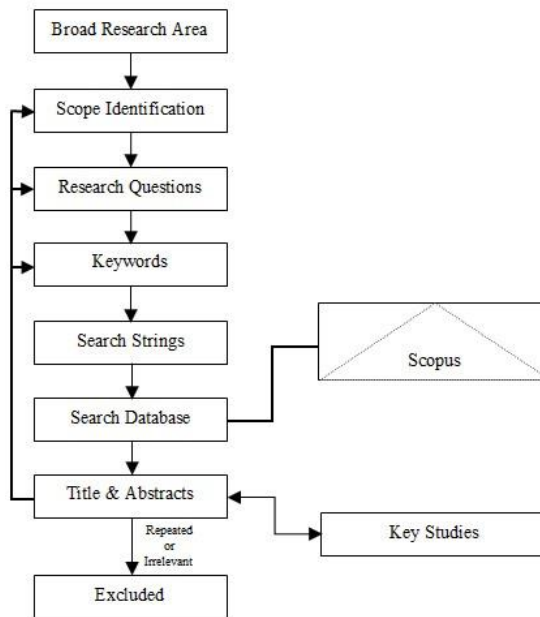 Broad Research Area
Scope Identification
Research Questions
Keywords
Search Strings
Scopus
Search Database
Title & Abstracts
Key Studies
Repeated
or
Irrelevant
Excluded